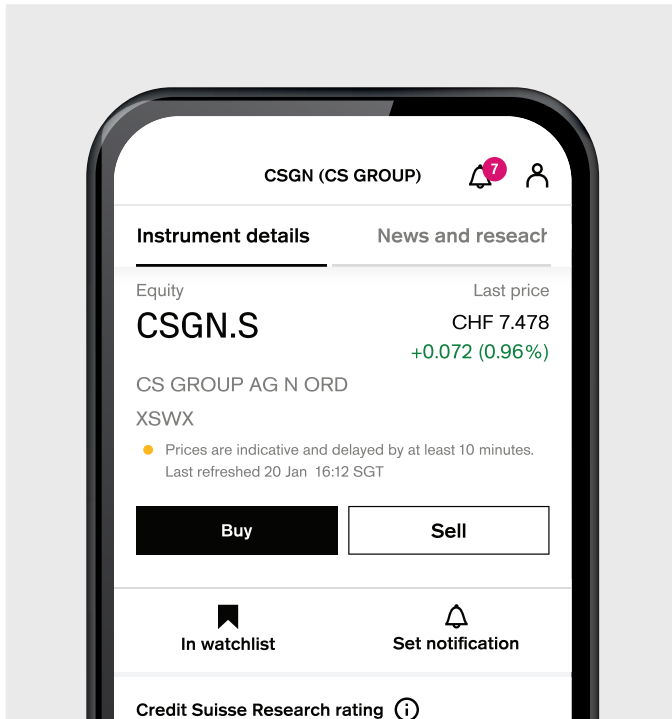 CSGN (CS GROUP)
7
Instrument details
News and reseach
Equity
Last price
CSGN.S
CHF 7.478
+0.072 (0.96%)
CS GROUP AG N ORD
XSWX
Prices are indicative and delayed by at least 10 minutes.
Last refreshed 20 Jan 16:12 SGT
Buy
Sell
In watchlist
Set notification
Credit Suisse Research rating